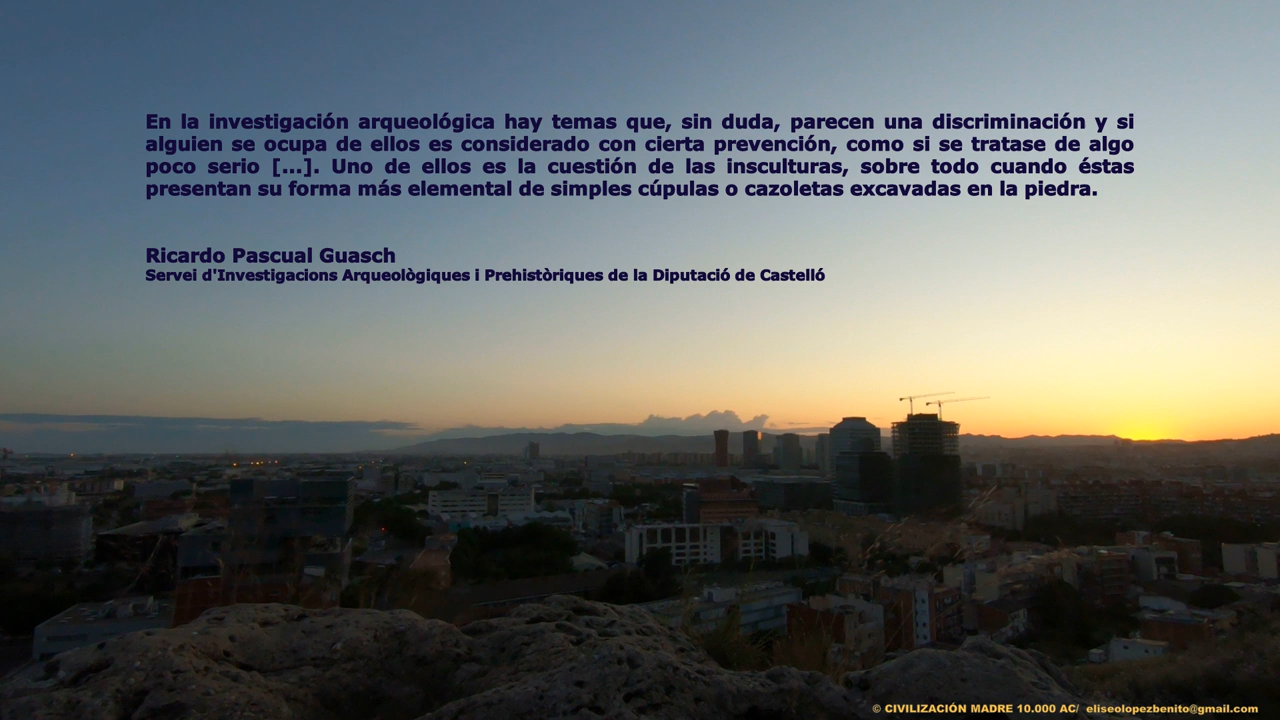 En la investigación arqueológica hay temas que, sin duda, parecen una discriminación y si
alguien se ocupa de ellos es considerado con cierta prevención, como si se tratase de algo
poco serio [...]. Uno de ellos es la cuestión de las insculturas, sobre todo cuando éstas
presentan su forma más elemental de simples cúpulas o cazoletas excavadas en la piedra.
Ricardo Pascual Guasch
Servei d'Investigacions Arqueològiques i Prehistòriques de la Diputació de Castelló
© CIVILIZACIÓN MADRE 10.000 AC/ eliseolopezbenito@gmail.com